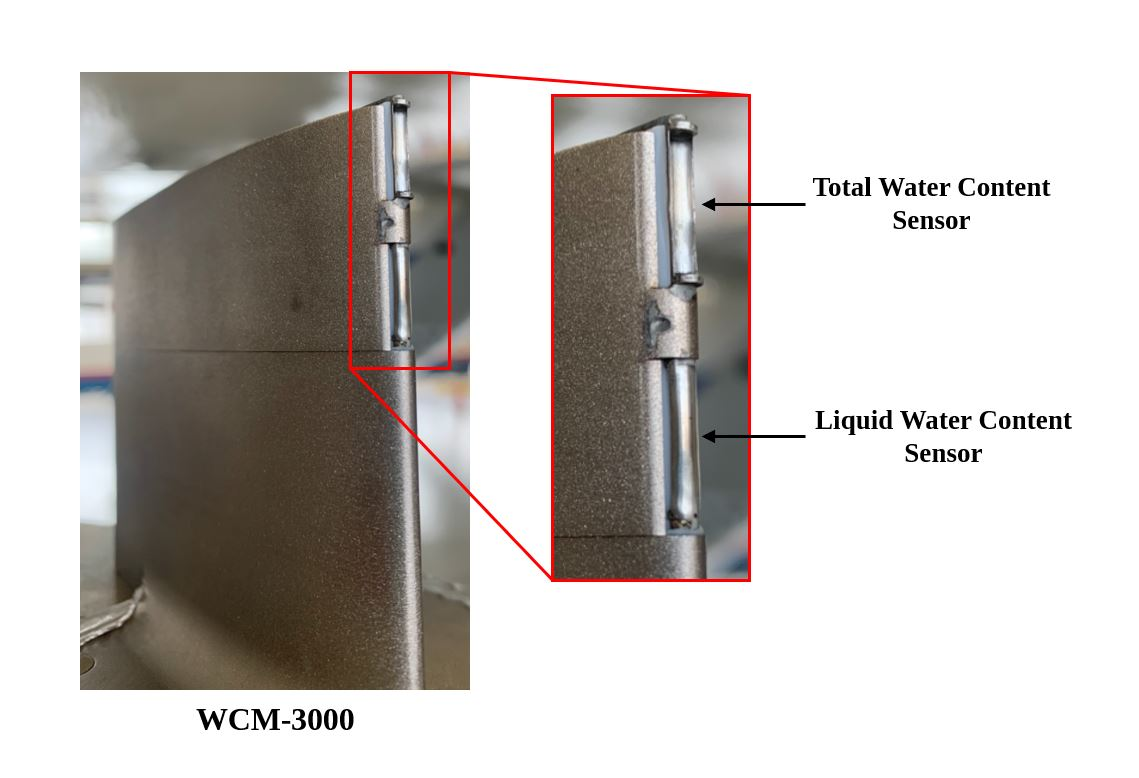 Total Water Content
Sensor
Liquid Water Content
Sensor
WCM-3000